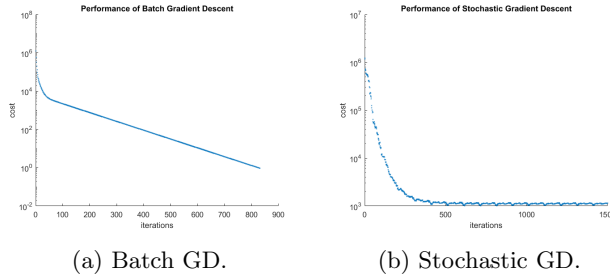 Performance of Batch Gradient Descent
10^8
10^6
10^4
10^2
10^0
10^-2
cost
0 100 200 300 400 500 600 700 800 900
iterations
(a) Batch GD.
Performance of Stochastic Gradient Descent
10^7
10^6
10^5
10^4
10^3
cost
0 500 1000 1500
iterations
(b) Stochastic GD.